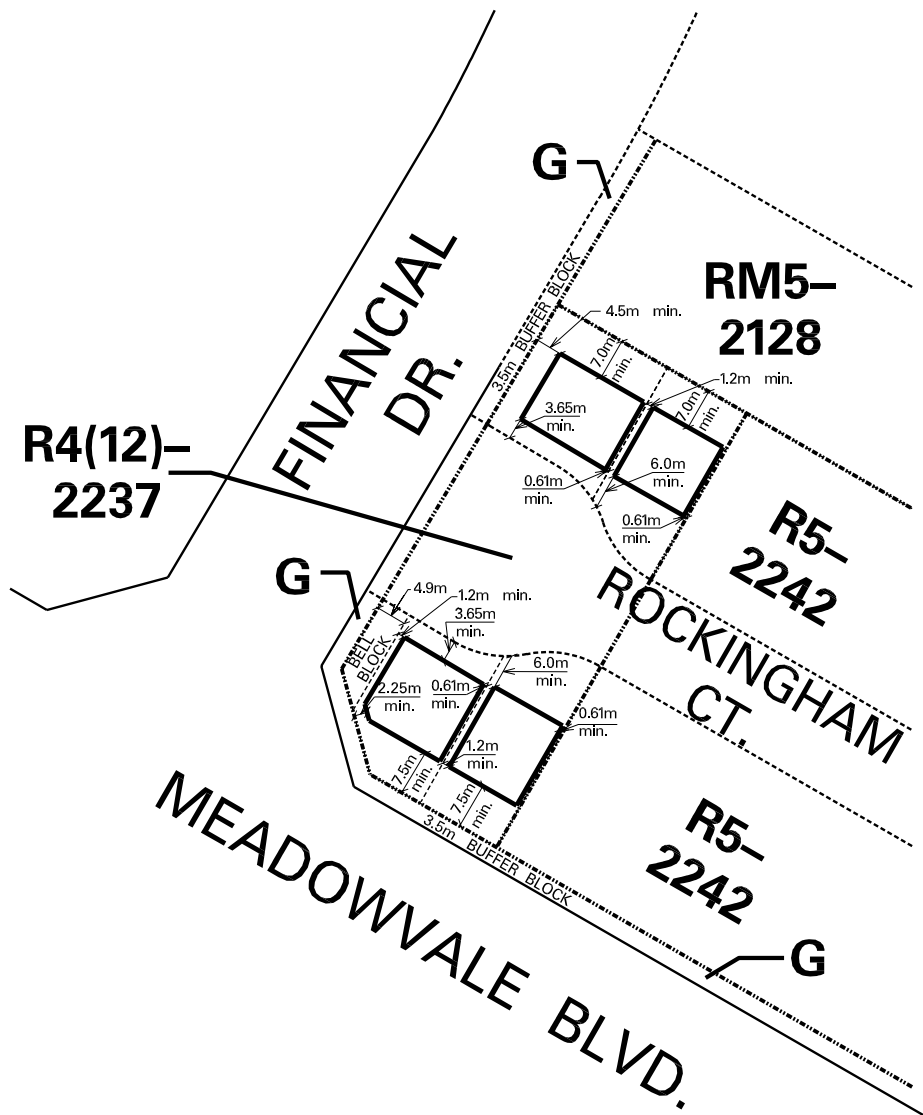 G
FINANCIAL
DR.
3.5m BUFFER BLOCK
RM5–
2128
4.5m min.
7.0m
min.
1.2m min.
7.0m
min.
3.65m
min.
6.0m
min.
0.61m
min.
0.61m
min.
R4(12)–
2237
R5–
2242
G
4.9m
1.2m min.
3.65m
min.
BELL
BLOCK
ROCKINGHAM
CT.
2.25m
min.
0.61m
min.
6.0m
min.
0.61m
min.
1.2m
min.
7.5m
min.
7.5m
min.
3.5m BUFFER BLOCK
R5–
2242
MEADOWVALE BLVD.
G